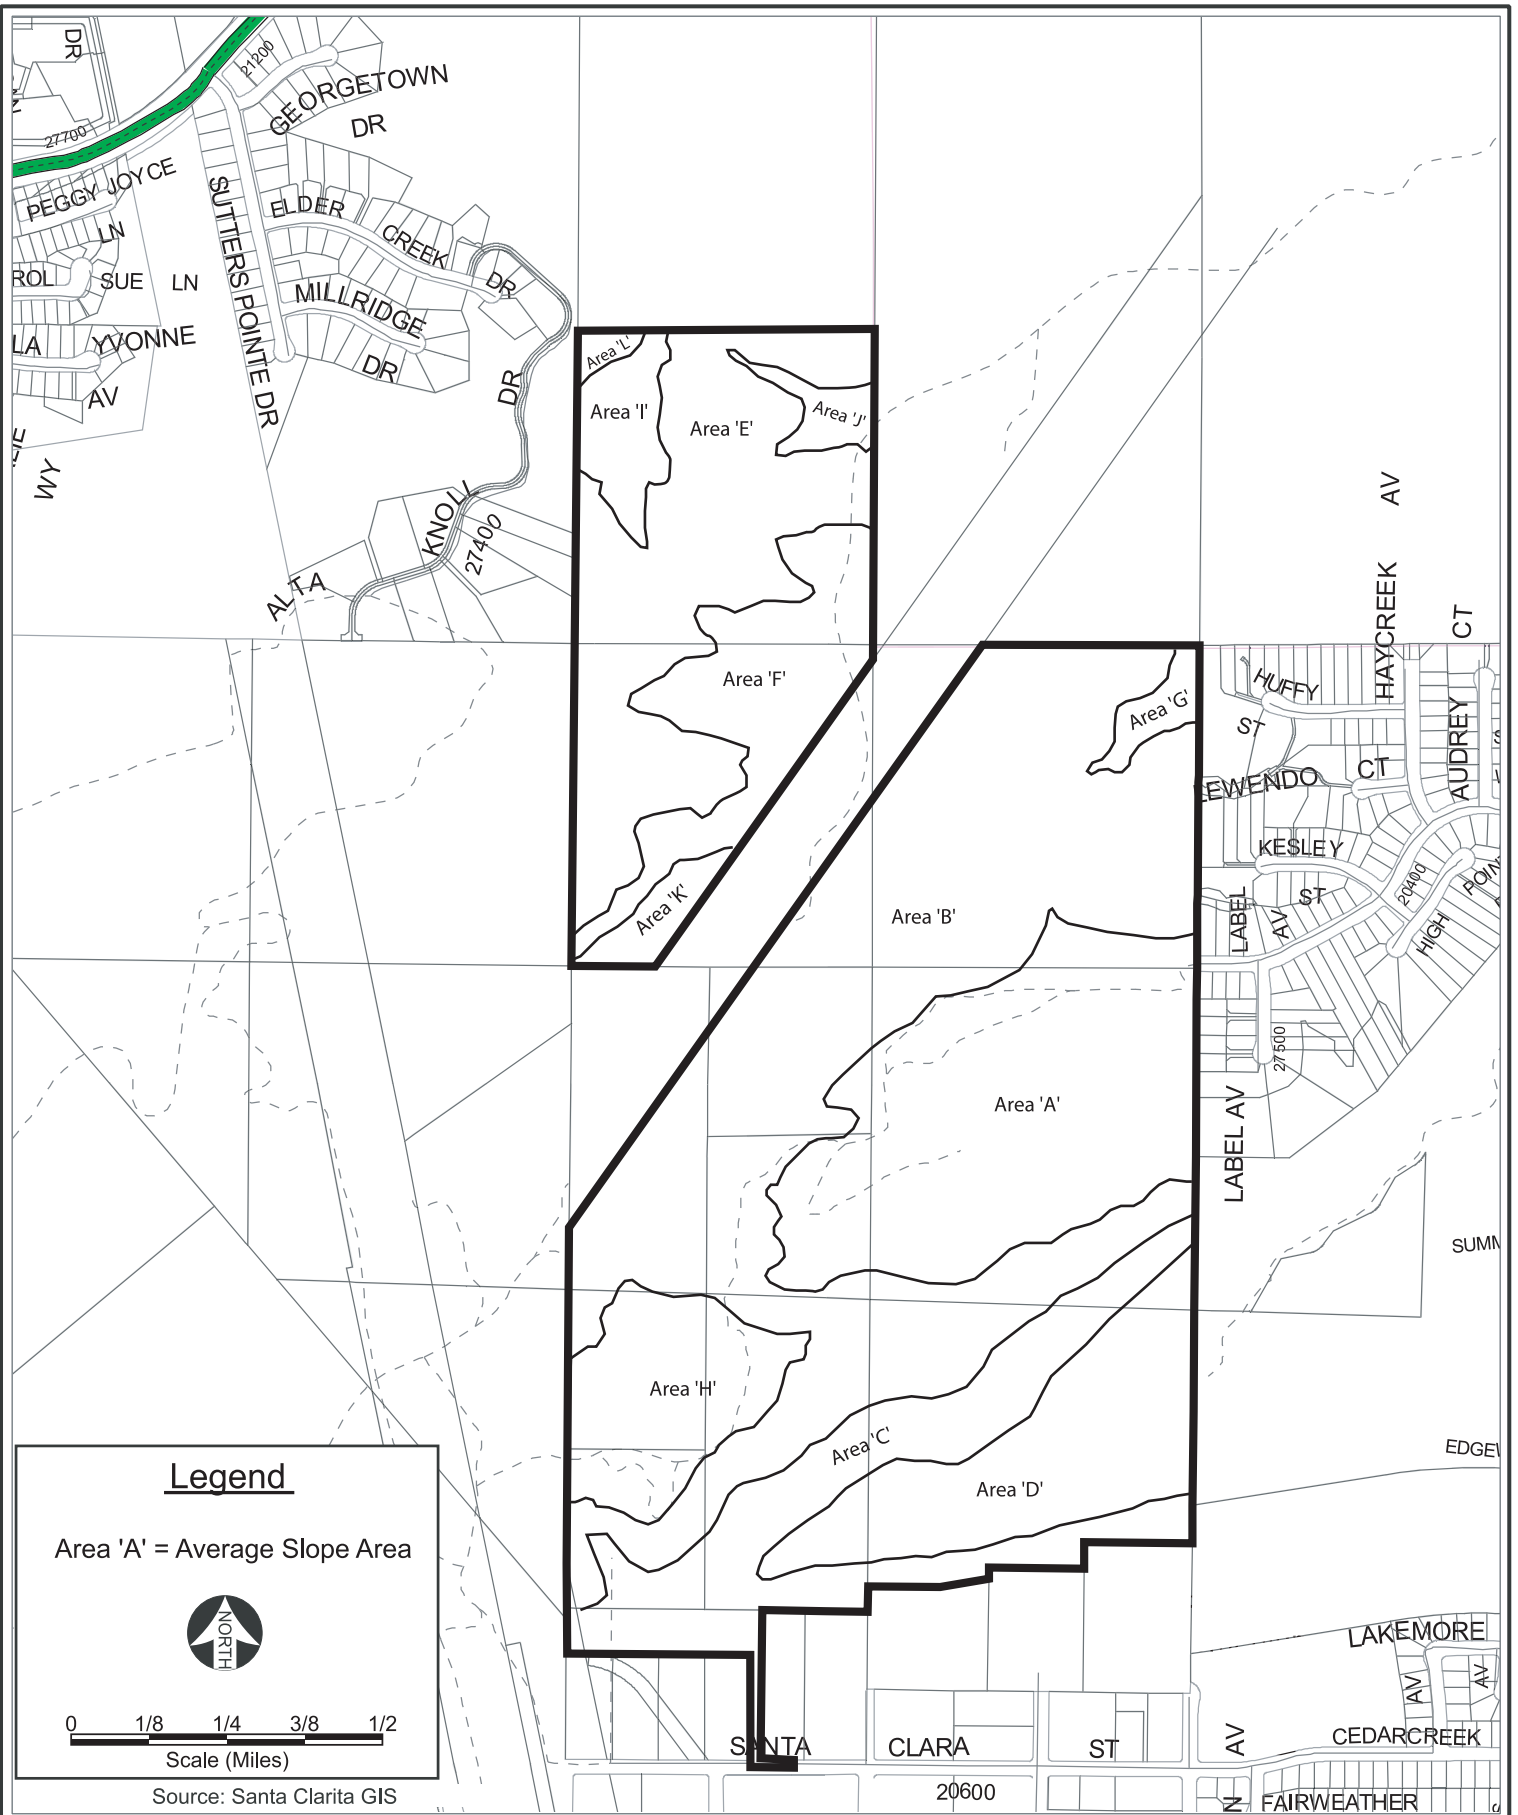 DR
21200
GEORGETOWN
DR
27700
PEGGY JOYCE
LN
SUTTERS POINTE DR
ELDER
CREEK
DR
ROL
SUE LN
MILLRIDGE
DR
LA
YVONNE
AV
WY
DR
KNOLL
27400
ALTA
Area 'L'
Area 'I'
Area 'E'
Area 'J'
Area 'F'
Area 'K'
Area 'G'
Area 'B'
Area 'A'
Area 'H'
Area 'C'
Area 'D'
HAYCREEK AV
CT
AUDREY
HUFFY
ST
LEWENDO
CT
KESLEY
ST
20400
POIN
HIGH
LABEL
AV
27500
LABEL AV
SUMM
EDGEW
LAKEMORE
AV
AV
CEDARCREEK
AV
FAIRWEATHER
N
SANTA CLARA ST
20600
Legend
Area 'A' = Average Slope Area
NORTH
0 1/8 1/4 3/8 1/2
Scale (Miles)
Source: Santa Clarita GIS